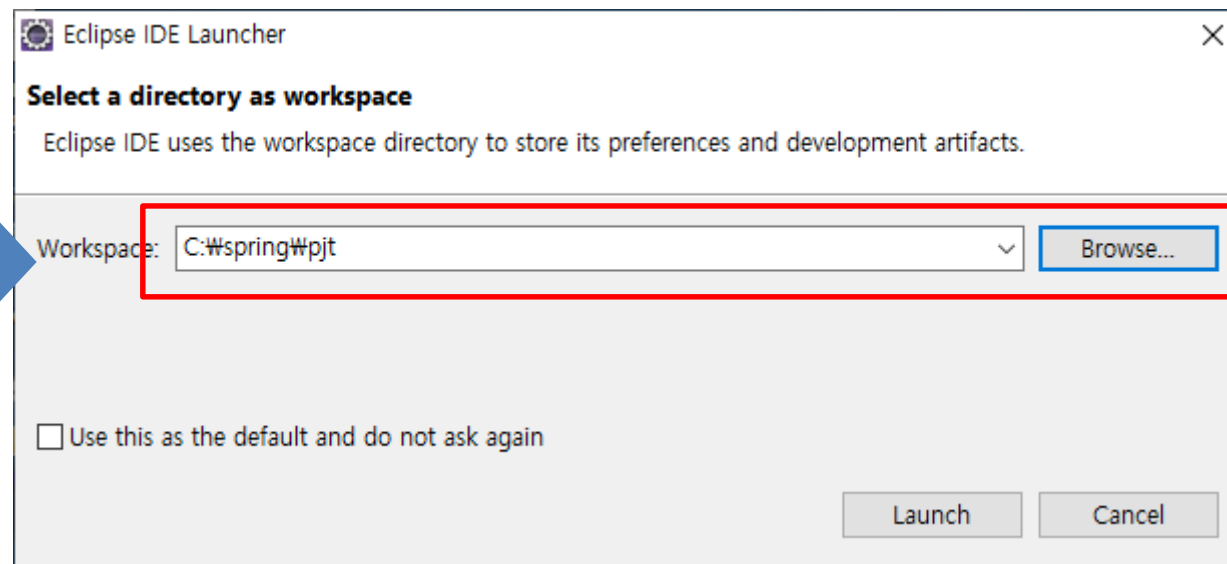 Eclipse IDE Launcher
Select a directory as workspace
Eclipse IDE uses the workspace directory to store its preferences and development artifacts.
Workspace: C:₩spring₩pjt Browse...
Use this as the default and do not ask again
Launch Cancel